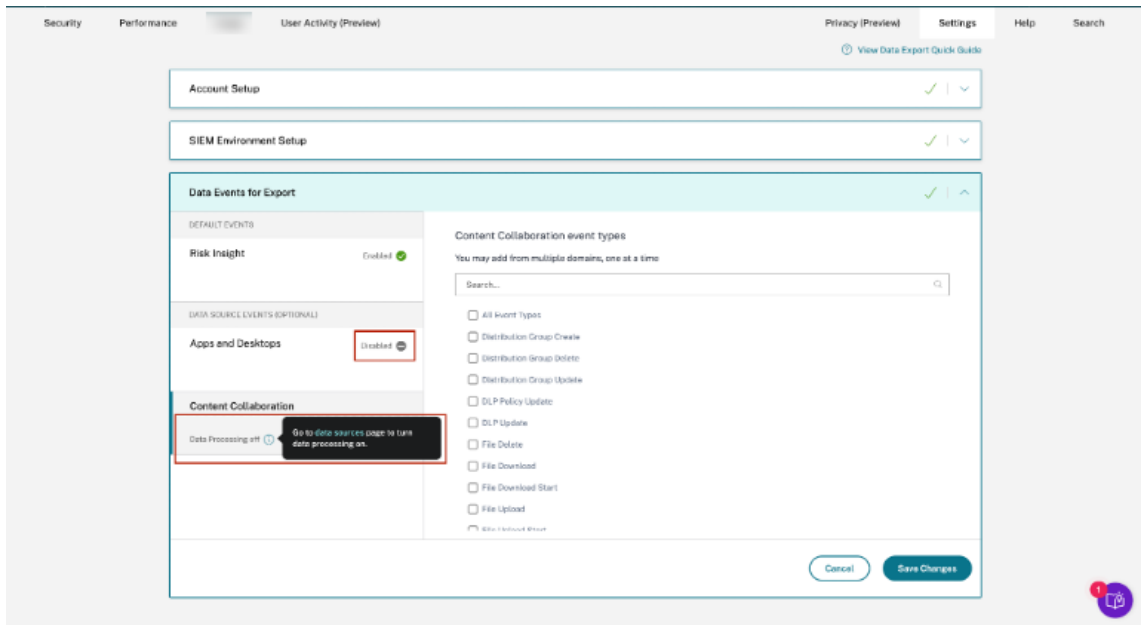 Security Performance User Activity (Preview) Privacy (Preview) Settings Help Search
View Data Export Quick Guide
Account Setup
SIEM Environment Setup
Data Events for Export
DEFAULT EVENTS
Risk Insight
Enabled
DATA SOURCE EVENTS (OPTIONAL)
Apps and Desktops
Disabled
Content Collaboration
Data Processing off
Go to data sources page to turn
data processing on.
Content Collaboration event types
You may add from multiple domains, one at a time
Search...
All Event Types
Distribution Group Create
Distribution Group Delete
Distribution Group Update
DLP Policy Update
DLP Update
File Delete
File Download
File Download Start
File Upload
File Upload Start
Cancel
Save Changes
1